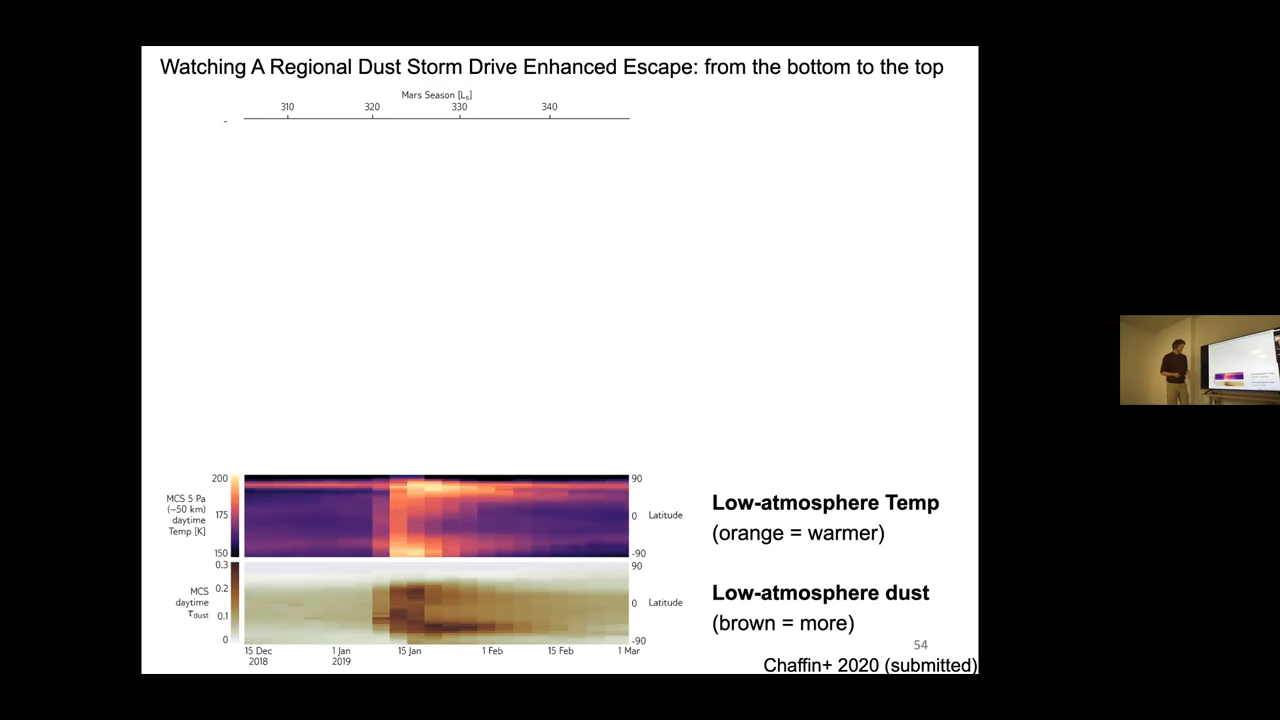 Watching A Regional Dust Storm Drive Enhanced Escape: from the bottom to the top
Mars Season [Ls]
310 320 330 340
MCS 5 Pa
(~50 km)
daytime
Temp [K]
200
175
150
90
0
-90
Latitude
Low-atmosphere Temp
(orange = warmer)
MCS
daytime
τdust
0.3
0.2
0.1
0
90
0
-90
Latitude
Low-atmosphere dust
(brown = more)
15 Dec 1 Jan 15 Jan 1 Feb 15 Feb 1 Mar
2018 2019
54
Chaffin+ 2020 (submitted)